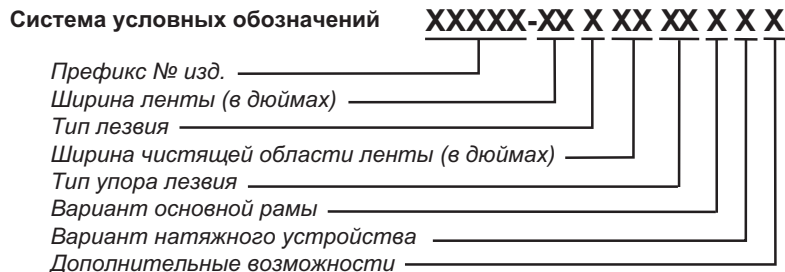 Система условных обозначений XXXXX-XX X XX XX X X X
Префикс № изд.
Ширина ленты (в дюймах)
Тип лезвия
Ширина чистящей области ленты (в дюймах)
Тип упора лезвия
Вариант основной рамы
Вариант натяжного устройства
Дополнительные возможности